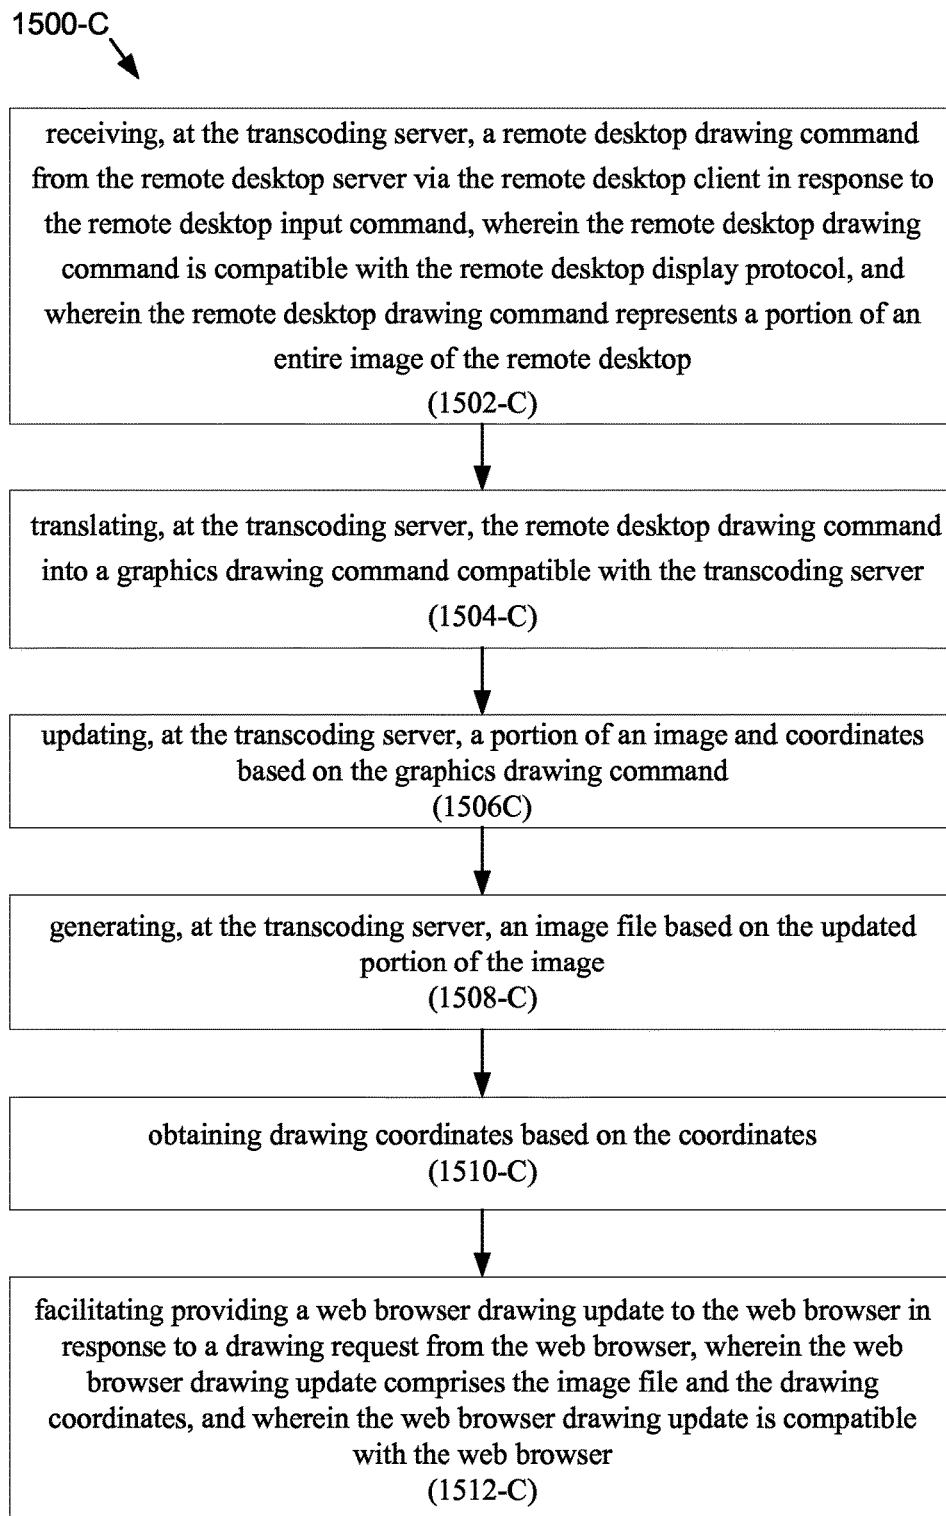 1500-C
receiving, at the transcoding server, a remote desktop drawing command
from the remote desktop server via the remote desktop client in response to
the remote desktop input command, wherein the remote desktop drawing
command is compatible with the remote desktop display protocol, and
wherein the remote desktop drawing command represents a portion of an
entire image of the remote desktop
(1502-C)
translating, at the transcoding server, the remote desktop drawing command
into a graphics drawing command compatible with the transcoding server
(1504-C)
updating, at the transcoding server, a portion of an image and coordinates
based on the graphics drawing command
(1506C)
generating, at the transcoding server, an image file based on the updated
portion of the image
(1508-C)
obtaining drawing coordinates based on the coordinates
(1510-C)
facilitating providing a web browser drawing update to the web browser in
response to a drawing request from the web browser, wherein the web
browser drawing update comprises the image file and the drawing
coordinates, and wherein the web browser drawing update is compatible
with the web browser
(1512-C)